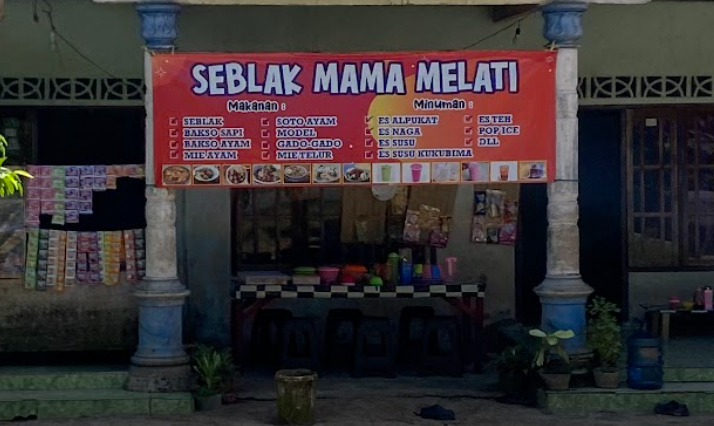 SEBLAK MAMA MELATI
Makanan :
SEBLAK
BAKSO SAPI
BAKSO AYAM
MIE AYAM
SOTO AYAM
MODEL
GADO-GADO
MIE TELUR
Minuman :
ES ALPUKAT
ES NAGA
ES SUSU
ES SUSU KUKUBIMA
ES TEH
POP ICE
DLL